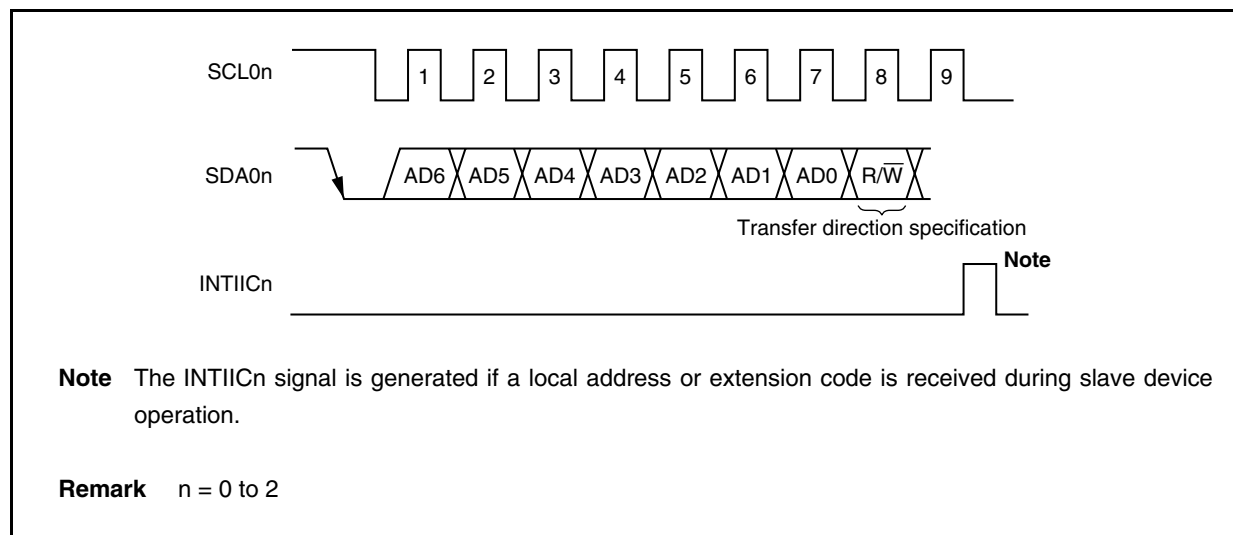 SCL0n 1 2 3 4 5 6 7 8 9
SDA0n AD6 AD5 AD4 AD3 AD2 AD1 AD0 R/W̅
Transfer direction specification
Note
INTIICn
Note The INTIICn signal is generated if a local address or extension code is received during slave device
operation.
Remark n = 0 to 2